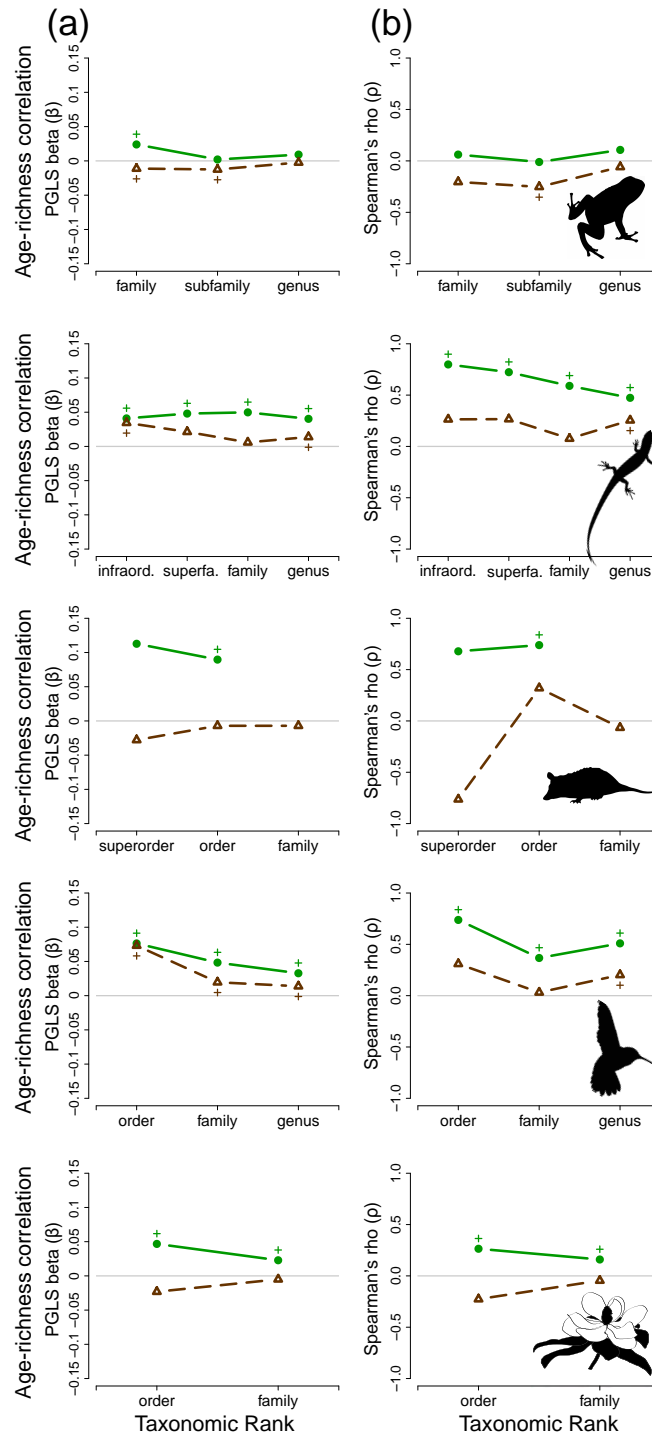 (a) (b)
Age-richness correlation
PGLS beta (β)
0.15
0.1
0.05
0
−0.05
−0.1
−0.15
family subfamily genus
Spearman's rho (ρ)
1.0
0.5
0.0
−0.5
−1.0
family subfamily genus
Age-richness correlation
PGLS beta (β)
0.15
0.1
0.05
0
−0.05
−0.1
−0.15
infraord. superfa. family genus
Spearman's rho (ρ)
1.0
0.5
0.0
−0.5
−1.0
infraord. superfa. family genus
Age-richness correlation
PGLS beta (β)
0.15
0.1
0.05
0
−0.05
−0.1
−0.15
superorder order family
Spearman's rho (ρ)
1.0
0.5
0.0
−0.5
−1.0
superorder order family
Age-richness correlation
PGLS beta (β)
0.15
0.1
0.05
0
−0.05
−0.1
−0.15
order family genus
Spearman's rho (ρ)
1.0
0.5
0.0
−0.5
−1.0
order family genus
Age-richness correlation
PGLS beta (β)
0.15
0.1
0.05
0
−0.05
−0.1
−0.15
order family
Taxonomic Rank
Spearman's rho (ρ)
1.0
0.5
0.0
−0.5
−1.0
order family
Taxonomic Rank